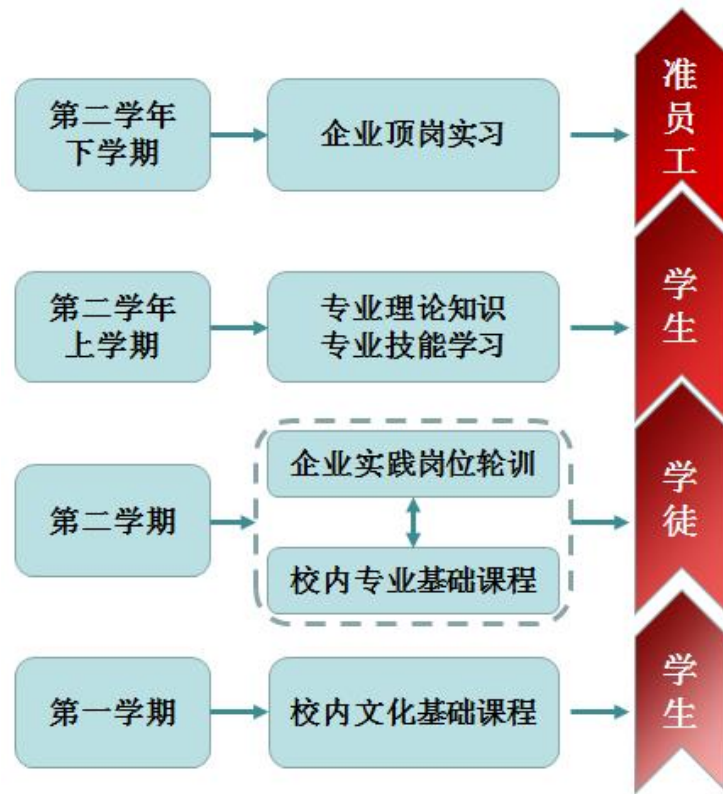 第二学年
下学期
企业顶岗实习
准员工
第二学年
上学期
专业理论知识
专业技能学习
学生
第二学期
企业实践岗位轮训
校内专业基础课程
学徒
第一学期
校内文化基础课程
学生